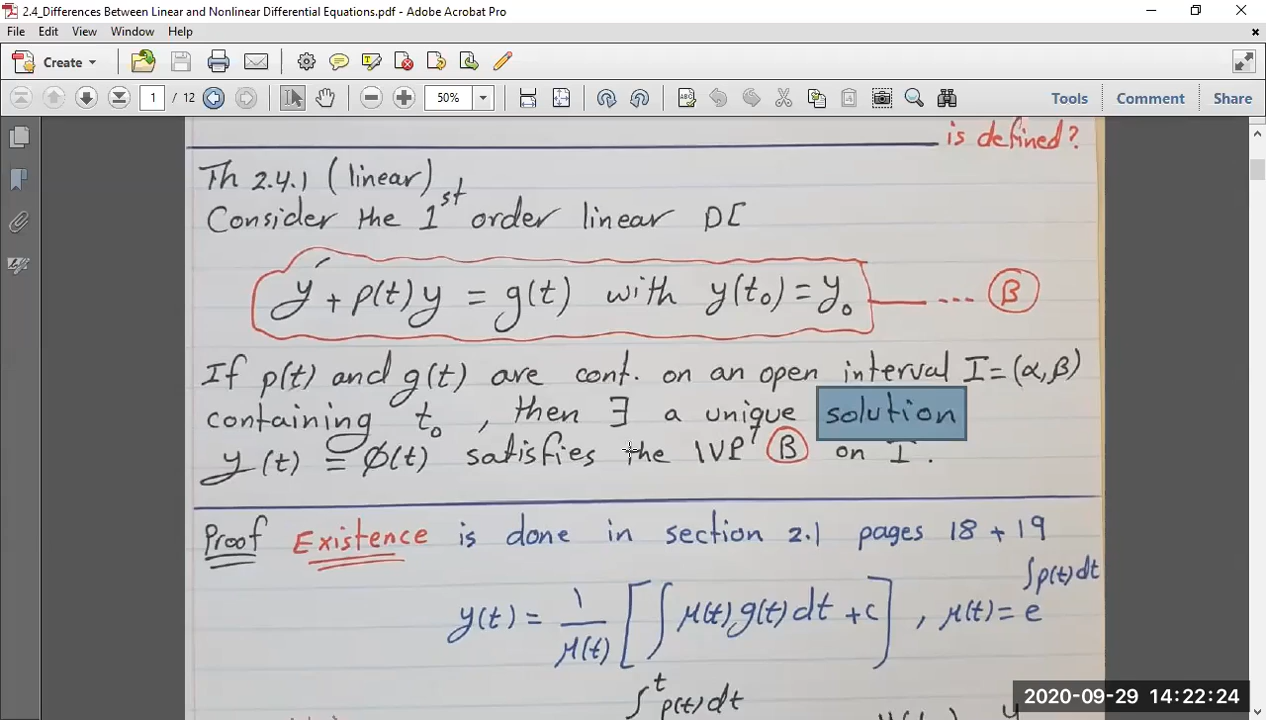 2.4_Differences Between Linear and Nonlinear Differential Equations.pdf - Adobe Acrobat Pro
File Edit View Window Help
Create
1 / 12 50% Tools Comment Share
is defined?
Th 2.4.1 (linear)
Consider the 1st order linear DE
y' + p(t)y = g(t) with y(t₀) = y₀ ---- B
If p(t) and g(t) are cont. on an open interval I = (α, β)
containing t₀ , then ∃ a unique solution
y(t) = φ(t) satisfies the IVP B on I .
Proof Existence is done in section 2.1 pages 18 + 19
y(t) = 1/μ(t) [ ∫ μ(t) g(t) dt + c ] , μ(t) = e^∫p(t)dt
∫^t p(t) dt
2020-09-29 14:22:24